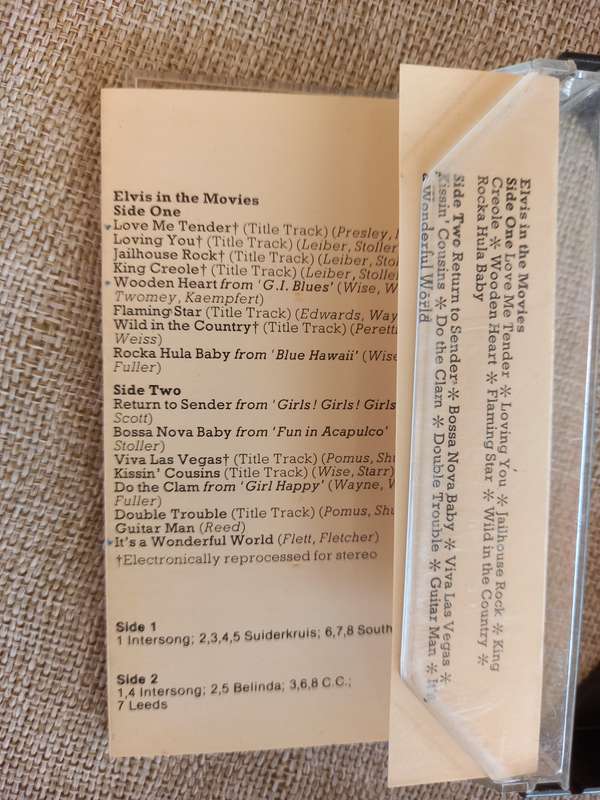 Elvis in the Movies
Side One
Love Me Tender† (Title Track) (Presley,
Loving You† (Title Track) (Leiber, Stoller
Jailhouse Rock† (Title Track) (Leiber,
King Creole† (Title Track) (Leiber, Stoller
Wooden Heart from 'G.I. Blues' (Wise, W
Twomey, Kaempfert)
Flaming Star (Title Track) (Edwards, Way
Wild in the Country† (Title Track) (Perett
Weiss)
Rocka Hula Baby from 'Blue Hawaii' (Wise
Fuller)
Side Two
Return to Sender from 'Girls! Girls! Girls
Scott)
Bossa Nova Baby from 'Fun in Acapulco'
Stoller)
Viva Las Vegas† (Title Track) (Pomus, Shu
Kissin' Cousins (Title Track) (Wise, Starr)
Do the Clam from 'Girl Happy' (Wayne, W
Fuller)
Double Trouble (Title Track) (Pomus, Shu
Guitar Man (Reed)
It's a Wonderful World (Flett, Fletcher)
†Electronically reprocessed for stereo
Side 1
1 Intersong; 2,3,4,5 Suiderkruis; 6,7,8 South
Side 2
1,4 Intersong; 2,5 Belinda; 3,6,8 C.C.;
7 Leeds
Elvis in the Movies
Side One Love Me Tender ✻ Loving You ✻ Jailhouse Rock ✻ King
Creole ✻ Wooden Heart ✻ Flaming Star ✻ Wild in the Country ✻
Rocka Hula Baby
Side Two Return to Sender ✻ Bossa Nova Baby ✻ Viva Las Vegas ✻
Kissin' Cousins ✻ Do the Clam ✻ Double Trouble ✻ Guitar Man ✻ It's
a Wonderful World